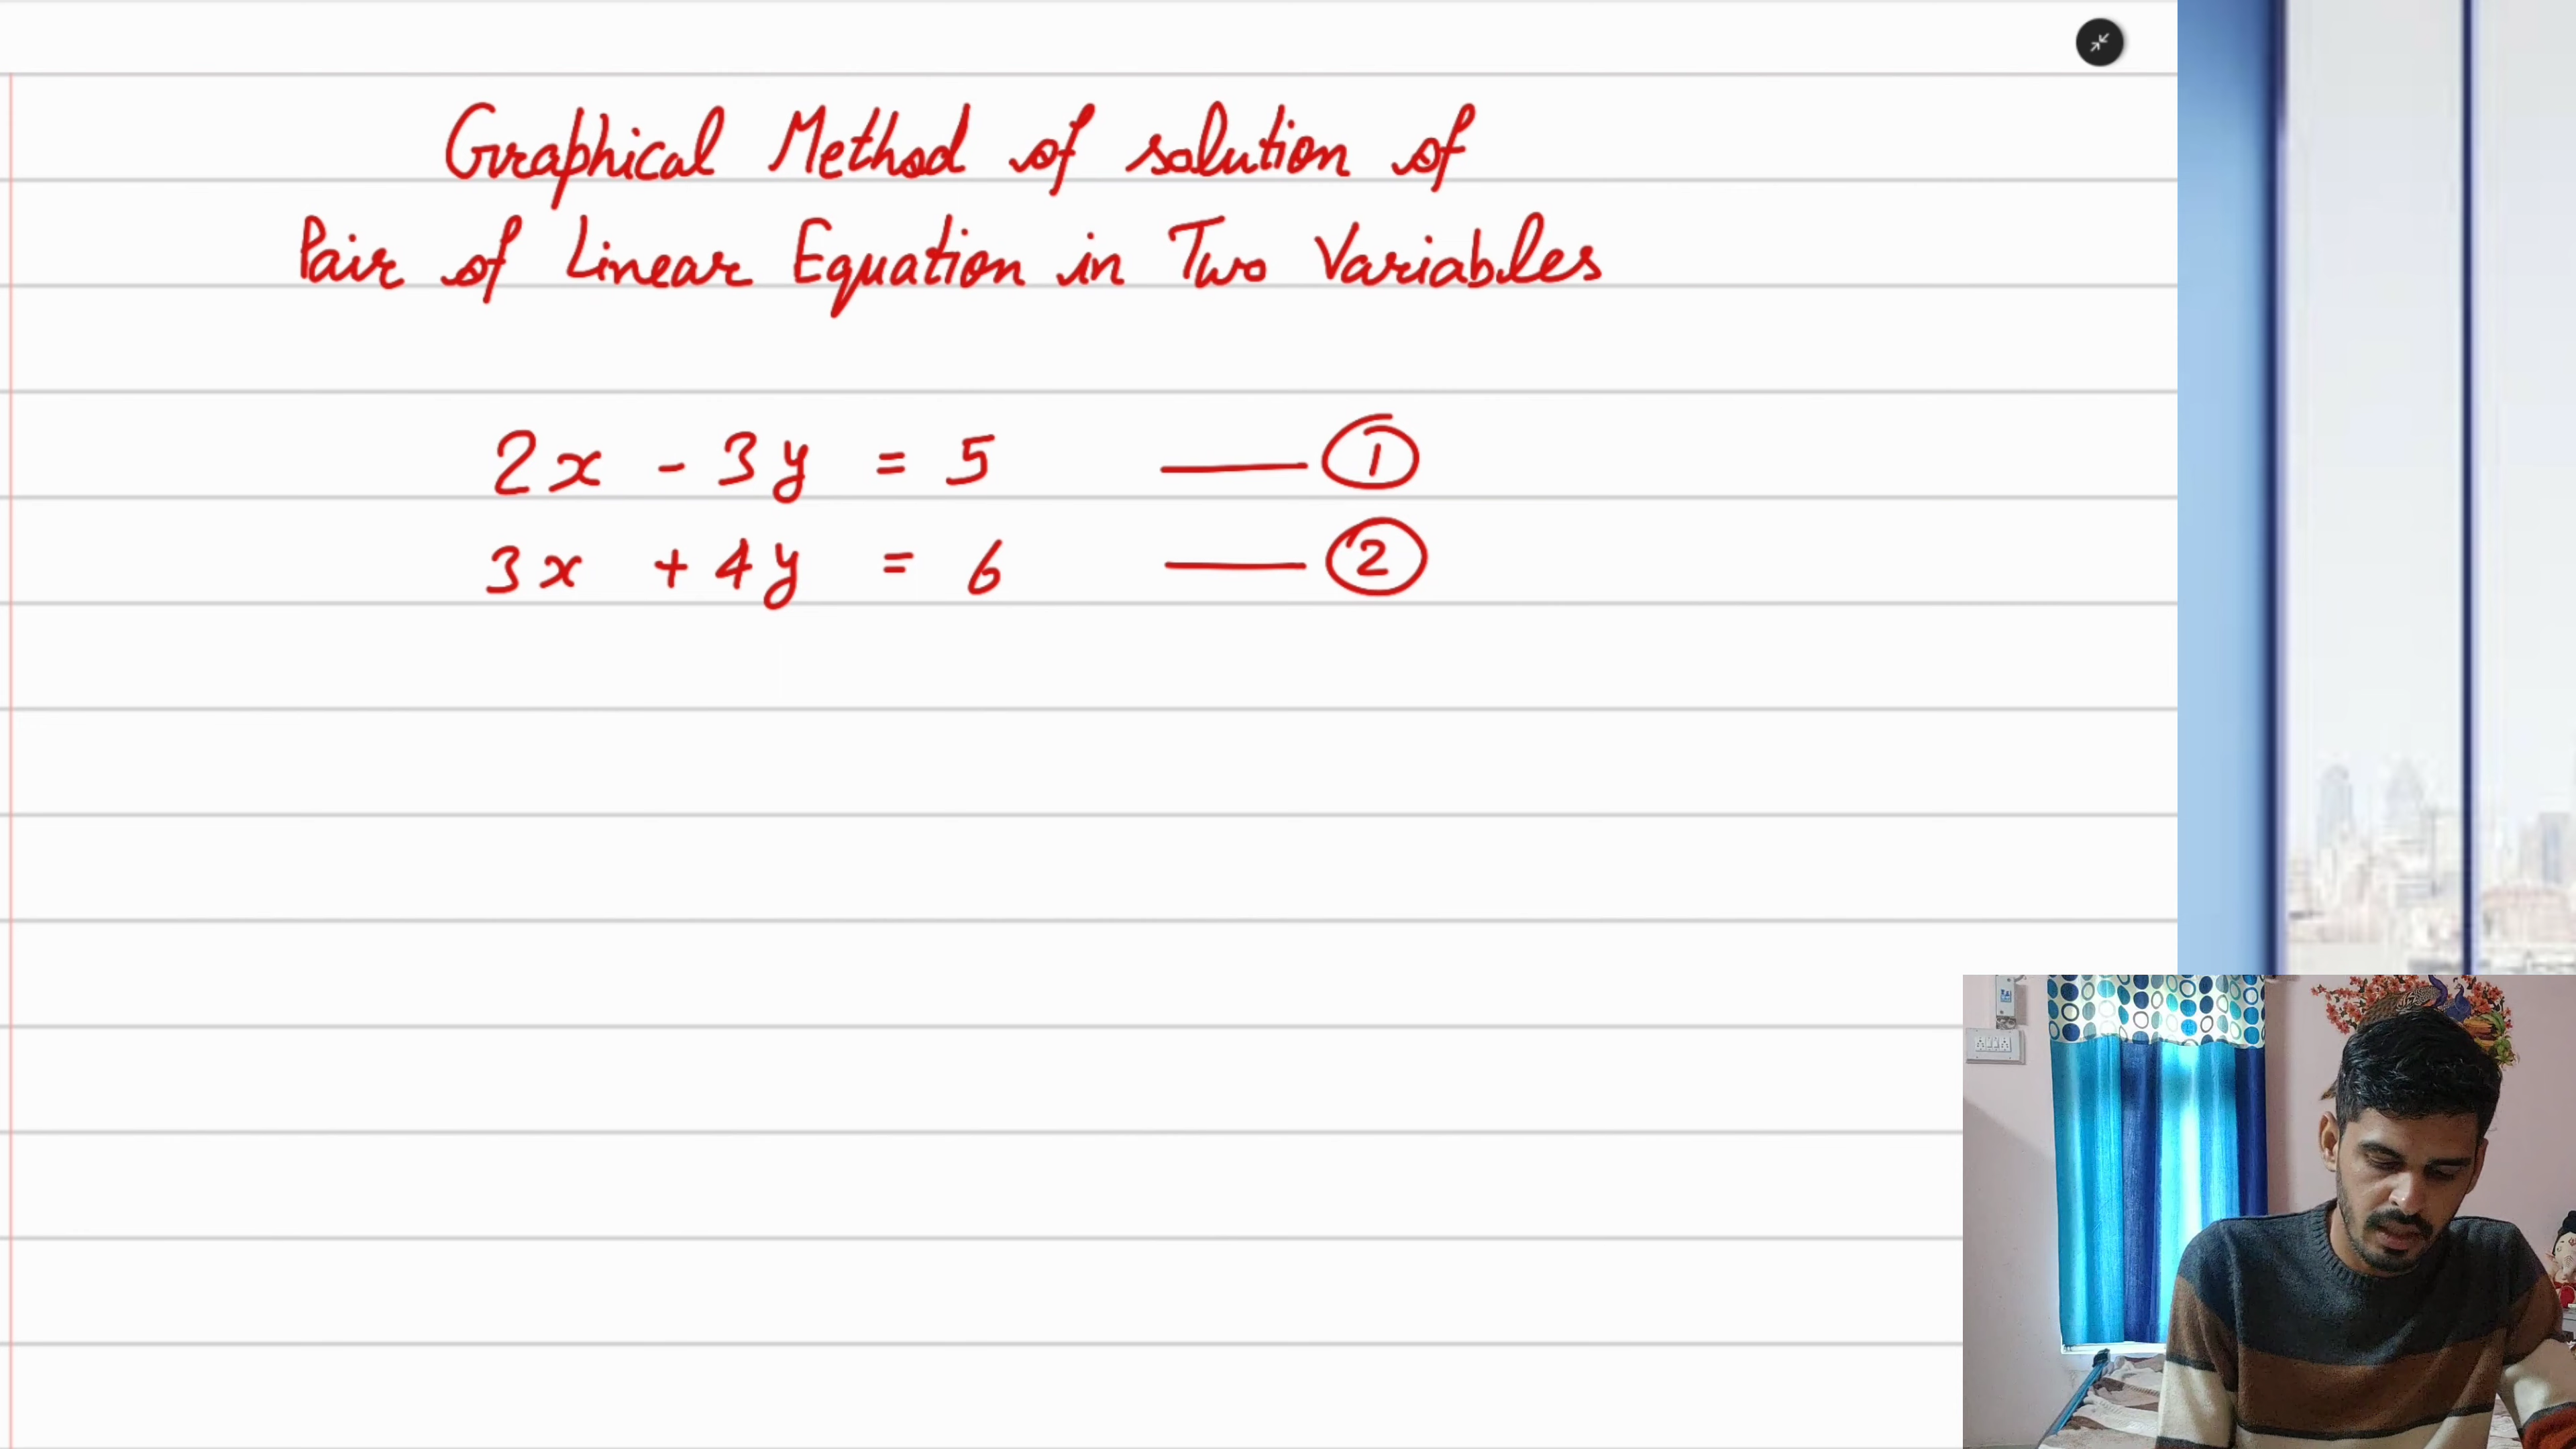 Graphical Method of solution of
Pair of Linear Equation in Two Variables
2x - 3y = 5 —— ①
3x + 4y = 6 —— ②